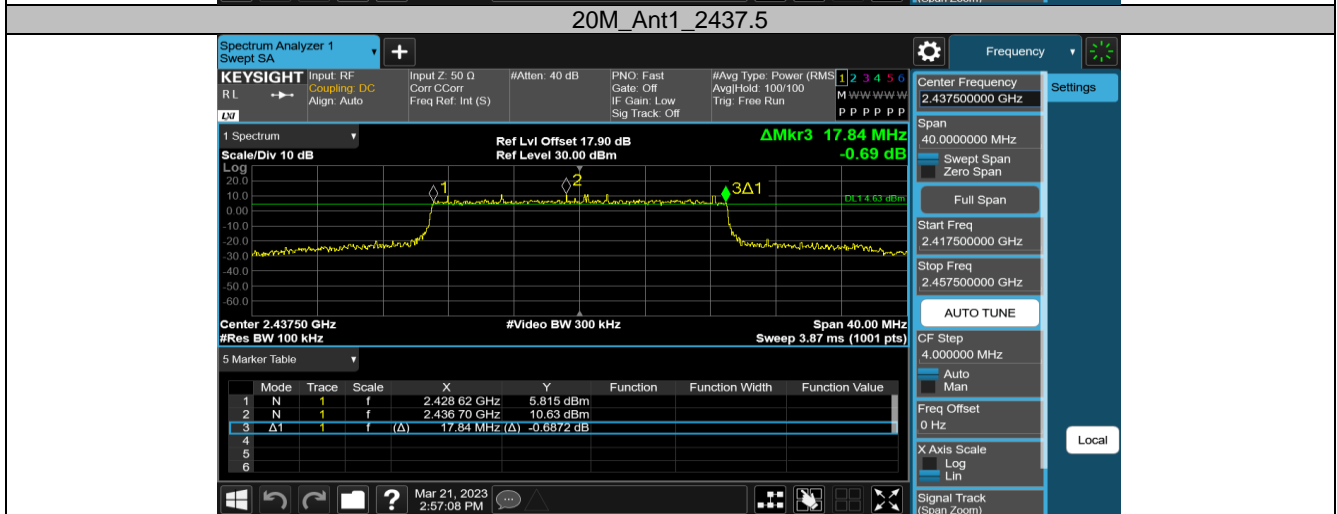 (Span Zoom)
20M_Ant1_2437.5
Spectrum Analyzer 1
Swept SA
+
Frequency
KEYSIGHT
Input: RF
Input Z: 50 Ω
#Atten: 40 dB
PNO: Fast
#Avg Type: Power (RMS
1 2 3 4 5 6
R L
Coupling: DC
Corr CCorr
Gate: Off
Avg|Hold: 100/100
M W W W W W
Align: Auto
Freq Ref: Int (S)
IF Gain: Low
Trig: Free Run
P P P P P P
LXI
Sig Track: Off
Center Frequency
2.437500000 GHz
Settings
1 Spectrum
Ref Lvl Offset 17.90 dB
ΔMkr3 17.84 MHz
Scale/Div 10 dB
Ref Level 30.00 dBm
-0.69 dB
Span
40.0000000 MHz
Swept Span
Zero Span
Log
20.0
10.0
0.00
-10.0
-20.0
-30.0
-40.0
-50.0
-60.0
1
2
3Δ1
DL1 4.63 dBm
Full Span
Start Freq
2.417500000 GHz
Stop Freq
2.457500000 GHz
AUTO TUNE
Center 2.43750 GHz
#Video BW 300 kHz
Span 40.00 MHz
#Res BW 100 kHz
Sweep 3.87 ms (1001 pts)
CF Step
4.000000 MHz
Auto
Man
5 Marker Table
Mode Trace Scale X Y Function Function Width Function Value
1 N 1 f 2.428 62 GHz 5.815 dBm
2 N 1 f 2.436 70 GHz 10.63 dBm
3 Δ1 1 f (Δ) 17.84 MHz (Δ) -0.6872 dB
4
5
6
Freq Offset
0 Hz
Local
X Axis Scale
Log
Lin
?
Mar 21, 2023
2:57:08 PM
Signal Track
(Span Zoom)